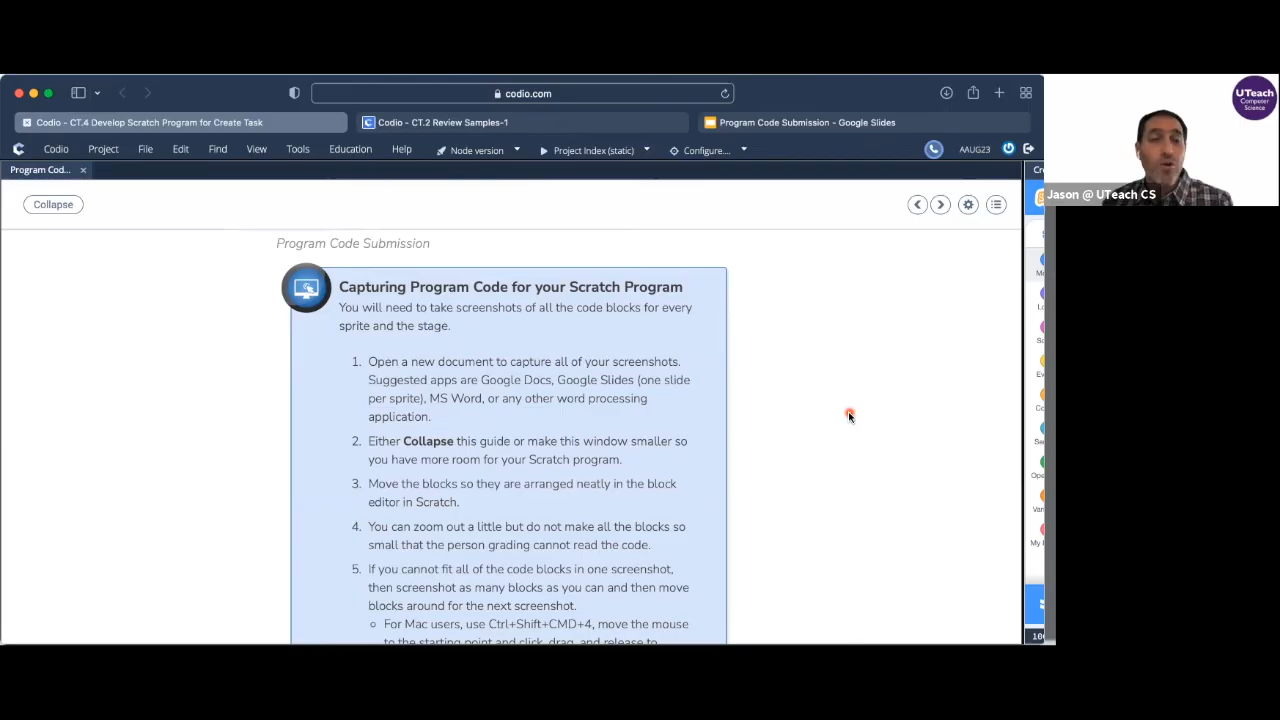 codio.com
Codio - CT.4 Develop Scratch Program for Create Task
Codio - CT.2 Review Samples-1
Program Code Submission - Google Slides
Codio Project File Edit Find View Tools Education Help Node version Project Index (static) Configure... AAUG23
Program Cod...
Collapse
Program Code Submission
Capturing Program Code for your Scratch Program
You will need to take screenshots of all the code blocks for every
sprite and the stage.
1. Open a new document to capture all of your screenshots.
Suggested apps are Google Docs, Google Slides (one slide
per sprite), MS Word, or any other word processing
application.
2. Either Collapse this guide or make this window smaller so
you have more room for your Scratch program.
3. Move the blocks so they are arranged neatly in the block
editor in Scratch.
4. You can zoom out a little but do not make all the blocks so
small that the person grading cannot read the code.
5. If you cannot fit all of the code blocks in one screenshot,
then screenshot as many blocks as you can and then move
blocks around for the next screenshot.
○ For Mac users, use Ctrl+Shift+CMD+4, move the mouse
to the starting point and click, drag, and release to
UTeach
Computer
Science
Jason @ UTeach CS